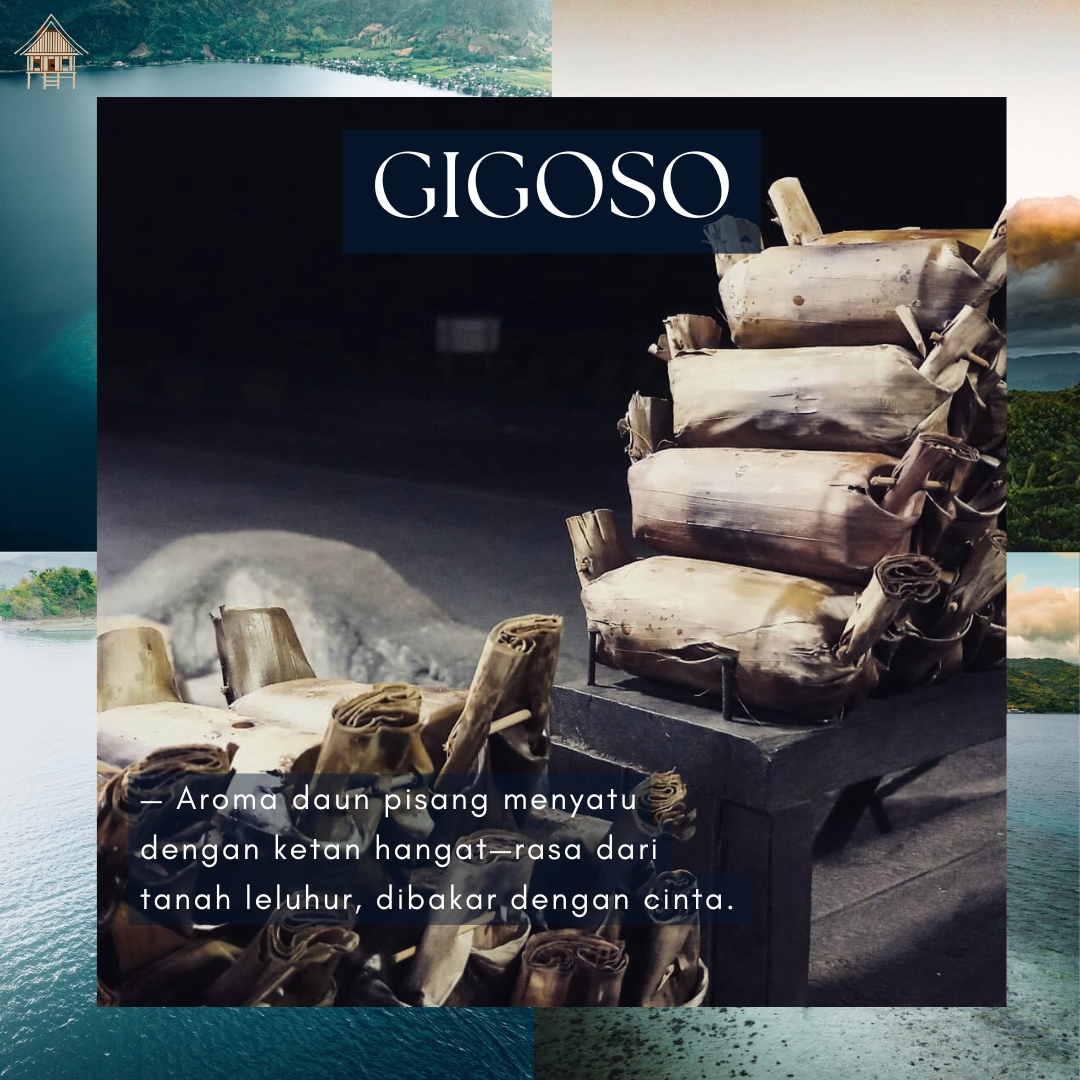 GIGOSO
— Aroma daun pisang menyatu
dengan ketan hangat—rasa dari
tanah leluhur, dibakar dengan cinta.